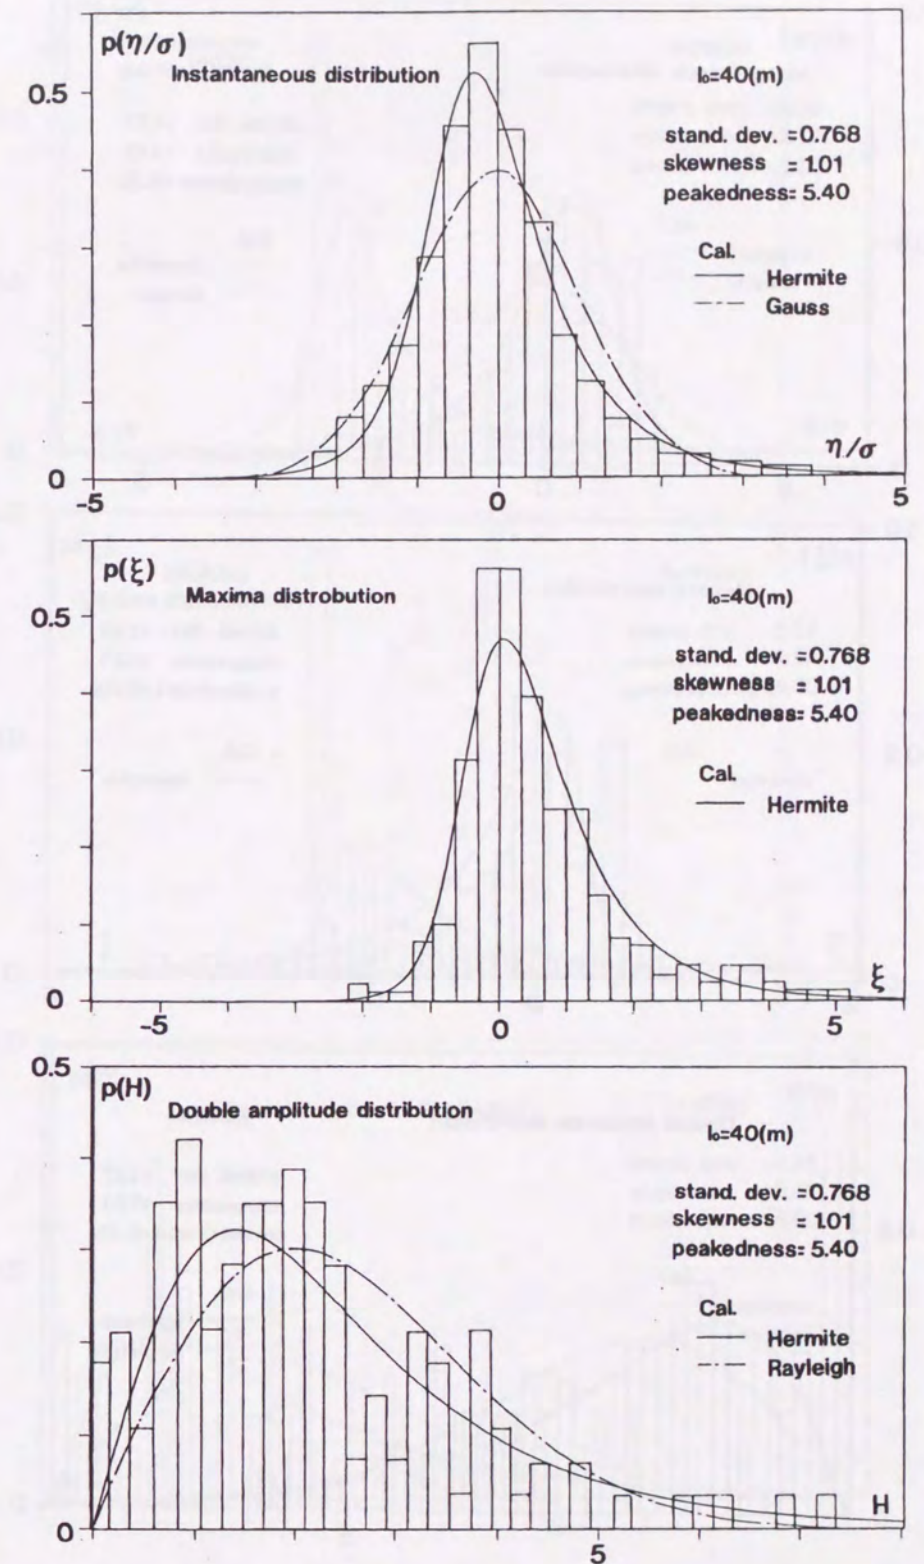 p(η/σ)
Instantaneous distribution
lo=40(m)
0.5
stand. dev. =0.768
skewness = 1.01
peakedness= 5.40
Cal.
Hermite
Gauss
η/σ
0
-5
0
5
p(ξ)
Maxima distrobution
lo=40(m)
0.5
stand. dev. =0.768
skewness = 1.01
peakedness= 5.40
Cal.
Hermite
ξ
0
-5
0
5
0.5
p(H)
Double amplitude distribution
lo=40(m)
stand. dev. =0.768
skewness = 1.01
peakedness= 5.40
Cal.
Hermite
Rayleigh
H
0
5